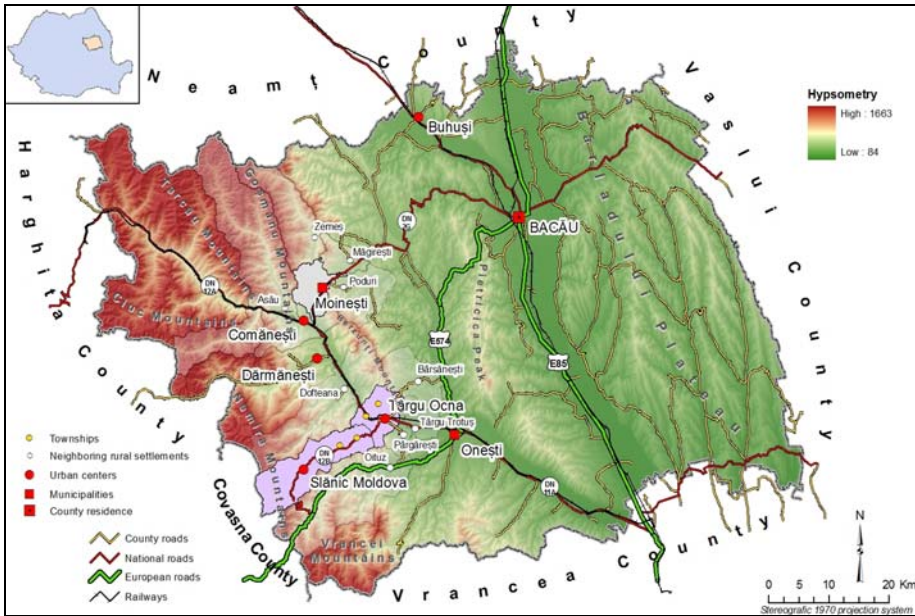 Neamț County
Vaslui County
Harghita County
Covasna County
Vrancea County
Hypsometry
High : 1663
Low : 84
Buhuși
BACĂU
Tarcău Mountains
Gosmanu Mountains
Ciuc Mountains
Vrancei Mountains
Mountains
Pietricica Peak
Zemeș
Măgirești
Poduri
Moinești
Asău
Comănești
Dărmănești
Dofteana
Bârsănești
Târgu Ocna
Târgu Trotuș
Pârgărești
Onești
Oituz
Slănic Moldova
DN 2G
DN 12A
DN 12B
DN 11A
E574
E85
Townships
Neighboring rural settlements
Urban centers
Municipalities
County residence
County roads
National roads
European roads
Railways
N
0 5 10 20 Km
Stereografic 1970 projection system